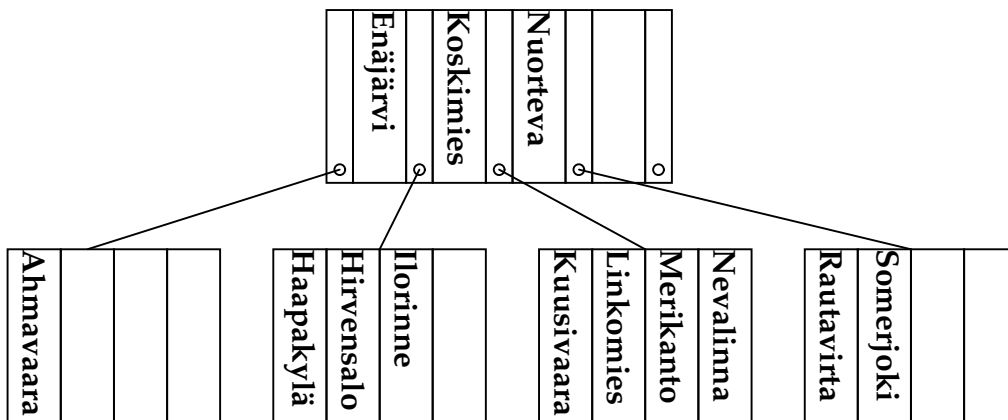 Enäjärvi
Koskimies
Nuorteva
Ahmavaara
Haapakylä
Hirvensalo
Ilorinne
Kuusivaara
Linkomies
Merikanto
Nevalinna
Rautavirta
Somerjoki